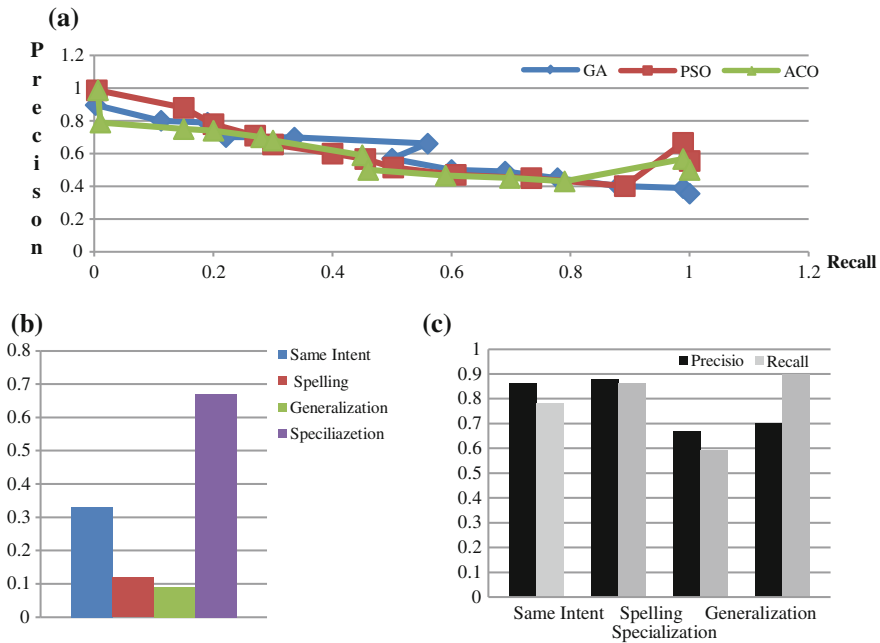 (a)
Precison
1.2
1
0.8
0.6
0.4
0.2
0
GA PSO ACO
0 0.2 0.4 0.6 0.8 1 1.2
Recall
(b)
0.8
0.7
0.6
0.5
0.4
0.3
0.2
0.1
0
Same Intent
Spelling
Generalization
Speciliazetion
(c)
1
0.9
0.8
0.7
0.6
0.5
0.4
0.3
0.2
0.1
0
Precisio Recall
Same Intent Spelling Generalization
Specialization